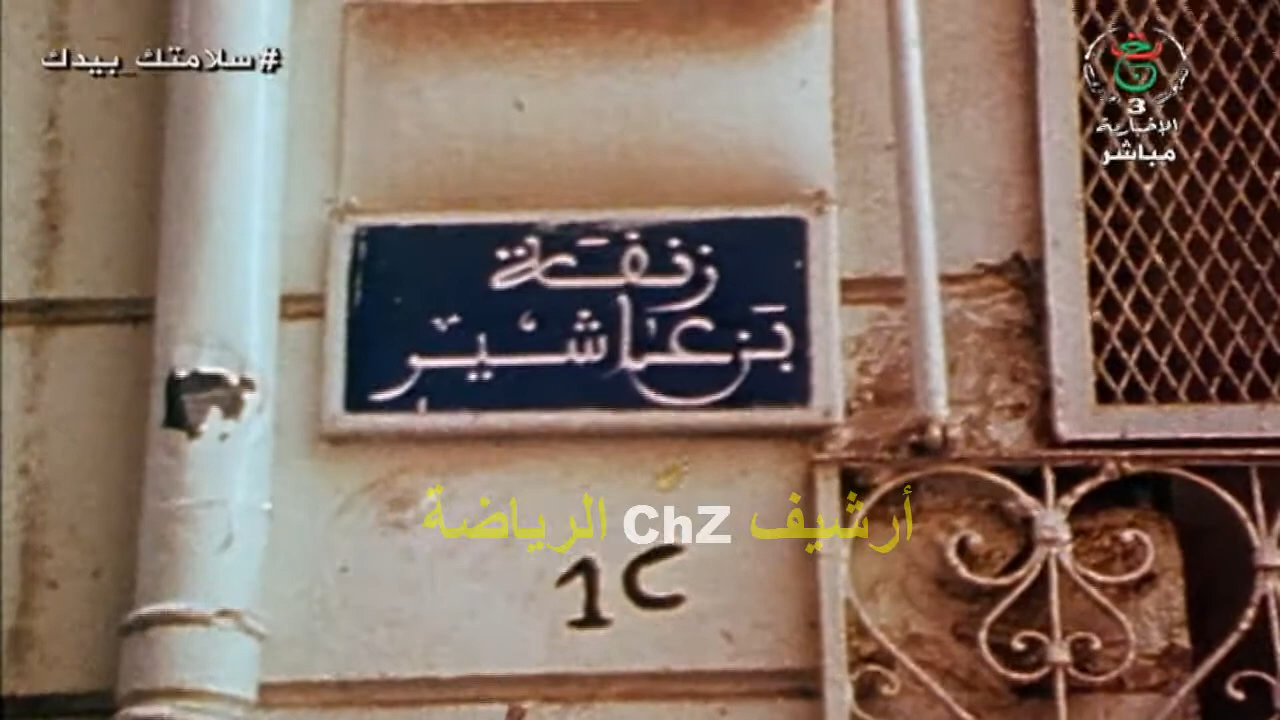 #سلامتك_بيدك
3
الإخبارية
مباشر
زنقة
بن عاشير
أرشيف ChZ الرياضة
1C